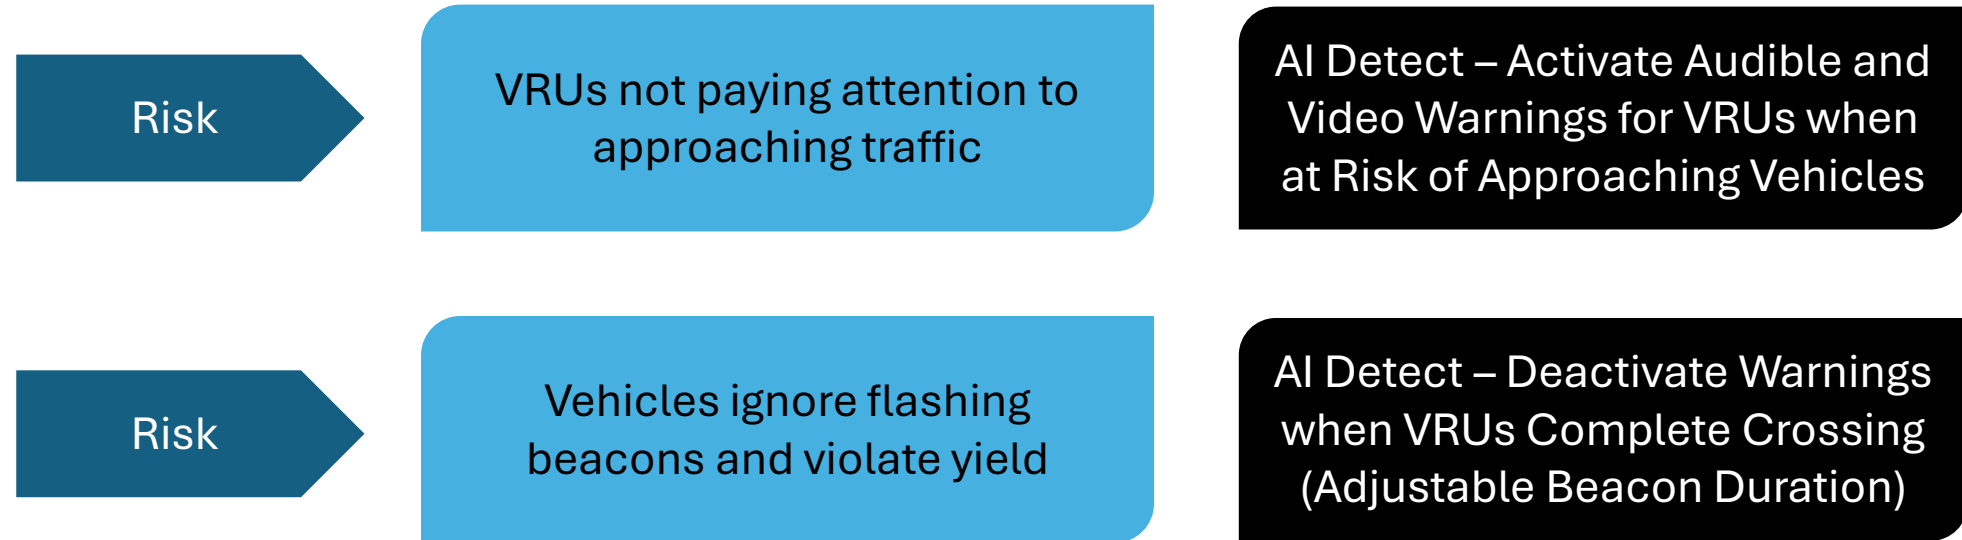 Risk
VRUs not paying attention to
approaching traffic
AI Detect – Activate Audible and
Video Warnings for VRUs when
at Risk of Approaching Vehicles
Risk
Vehicles ignore flashing
beacons and violate yield
AI Detect – Deactivate Warnings
when VRUs Complete Crossing
(Adjustable Beacon Duration)